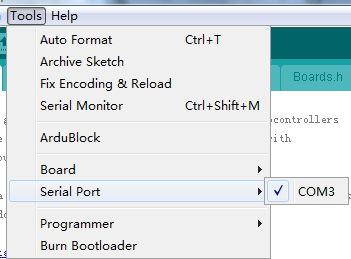 Tools Help
Auto Format Ctrl+T
Archive Sketch
Fix Encoding & Reload
Serial Monitor Ctrl+Shift+M
Boards.h
ocontrollers
with
ArduBlock
Board
Serial Port
COM3
Programmer
Burn Bootloader